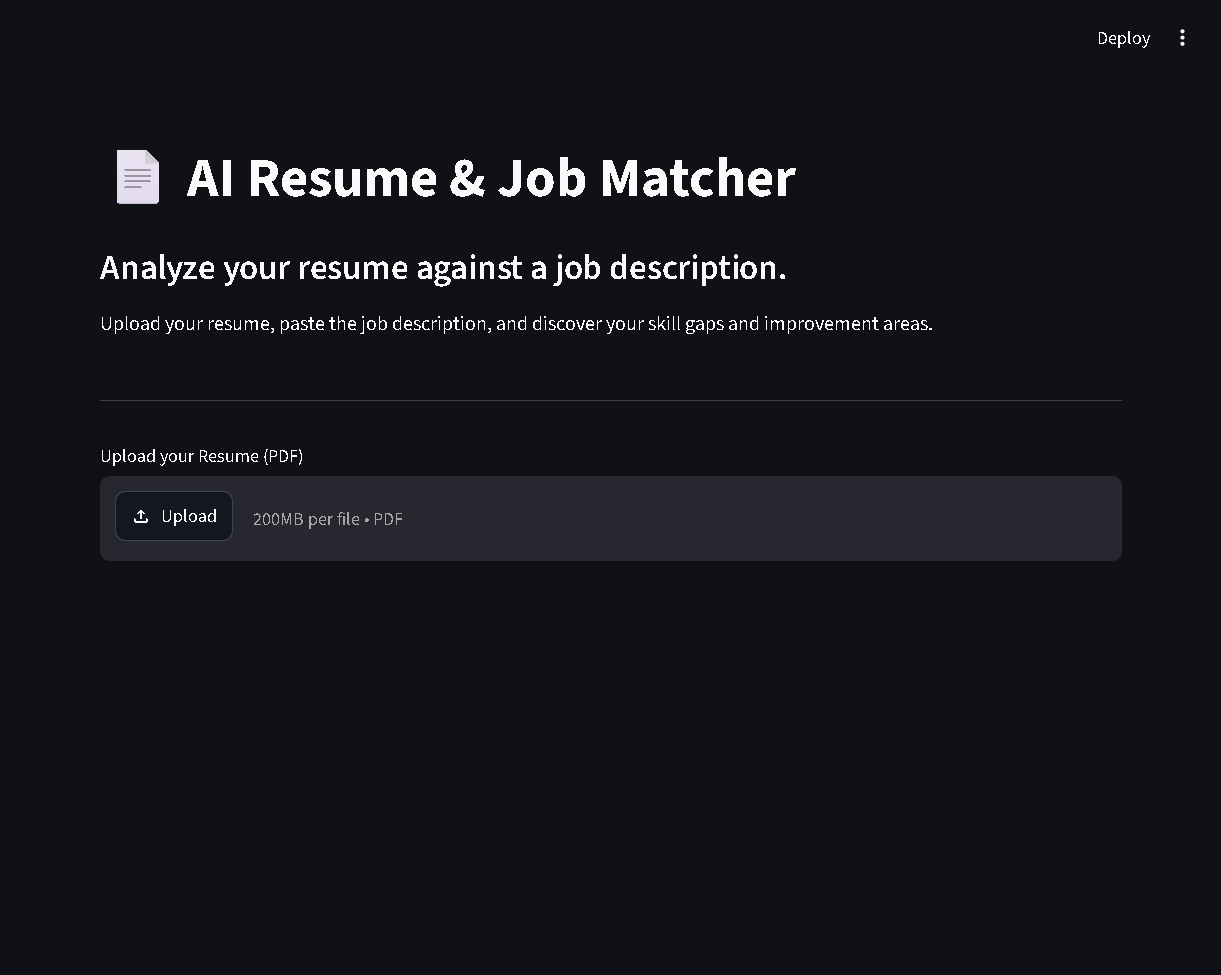 Deploy
AI Resume & Job Matcher
Analyze your resume against a job description.
Upload your resume, paste the job description, and discover your skill gaps and improvement areas.
Upload your Resume (PDF)
Upload
200MB per file • PDF